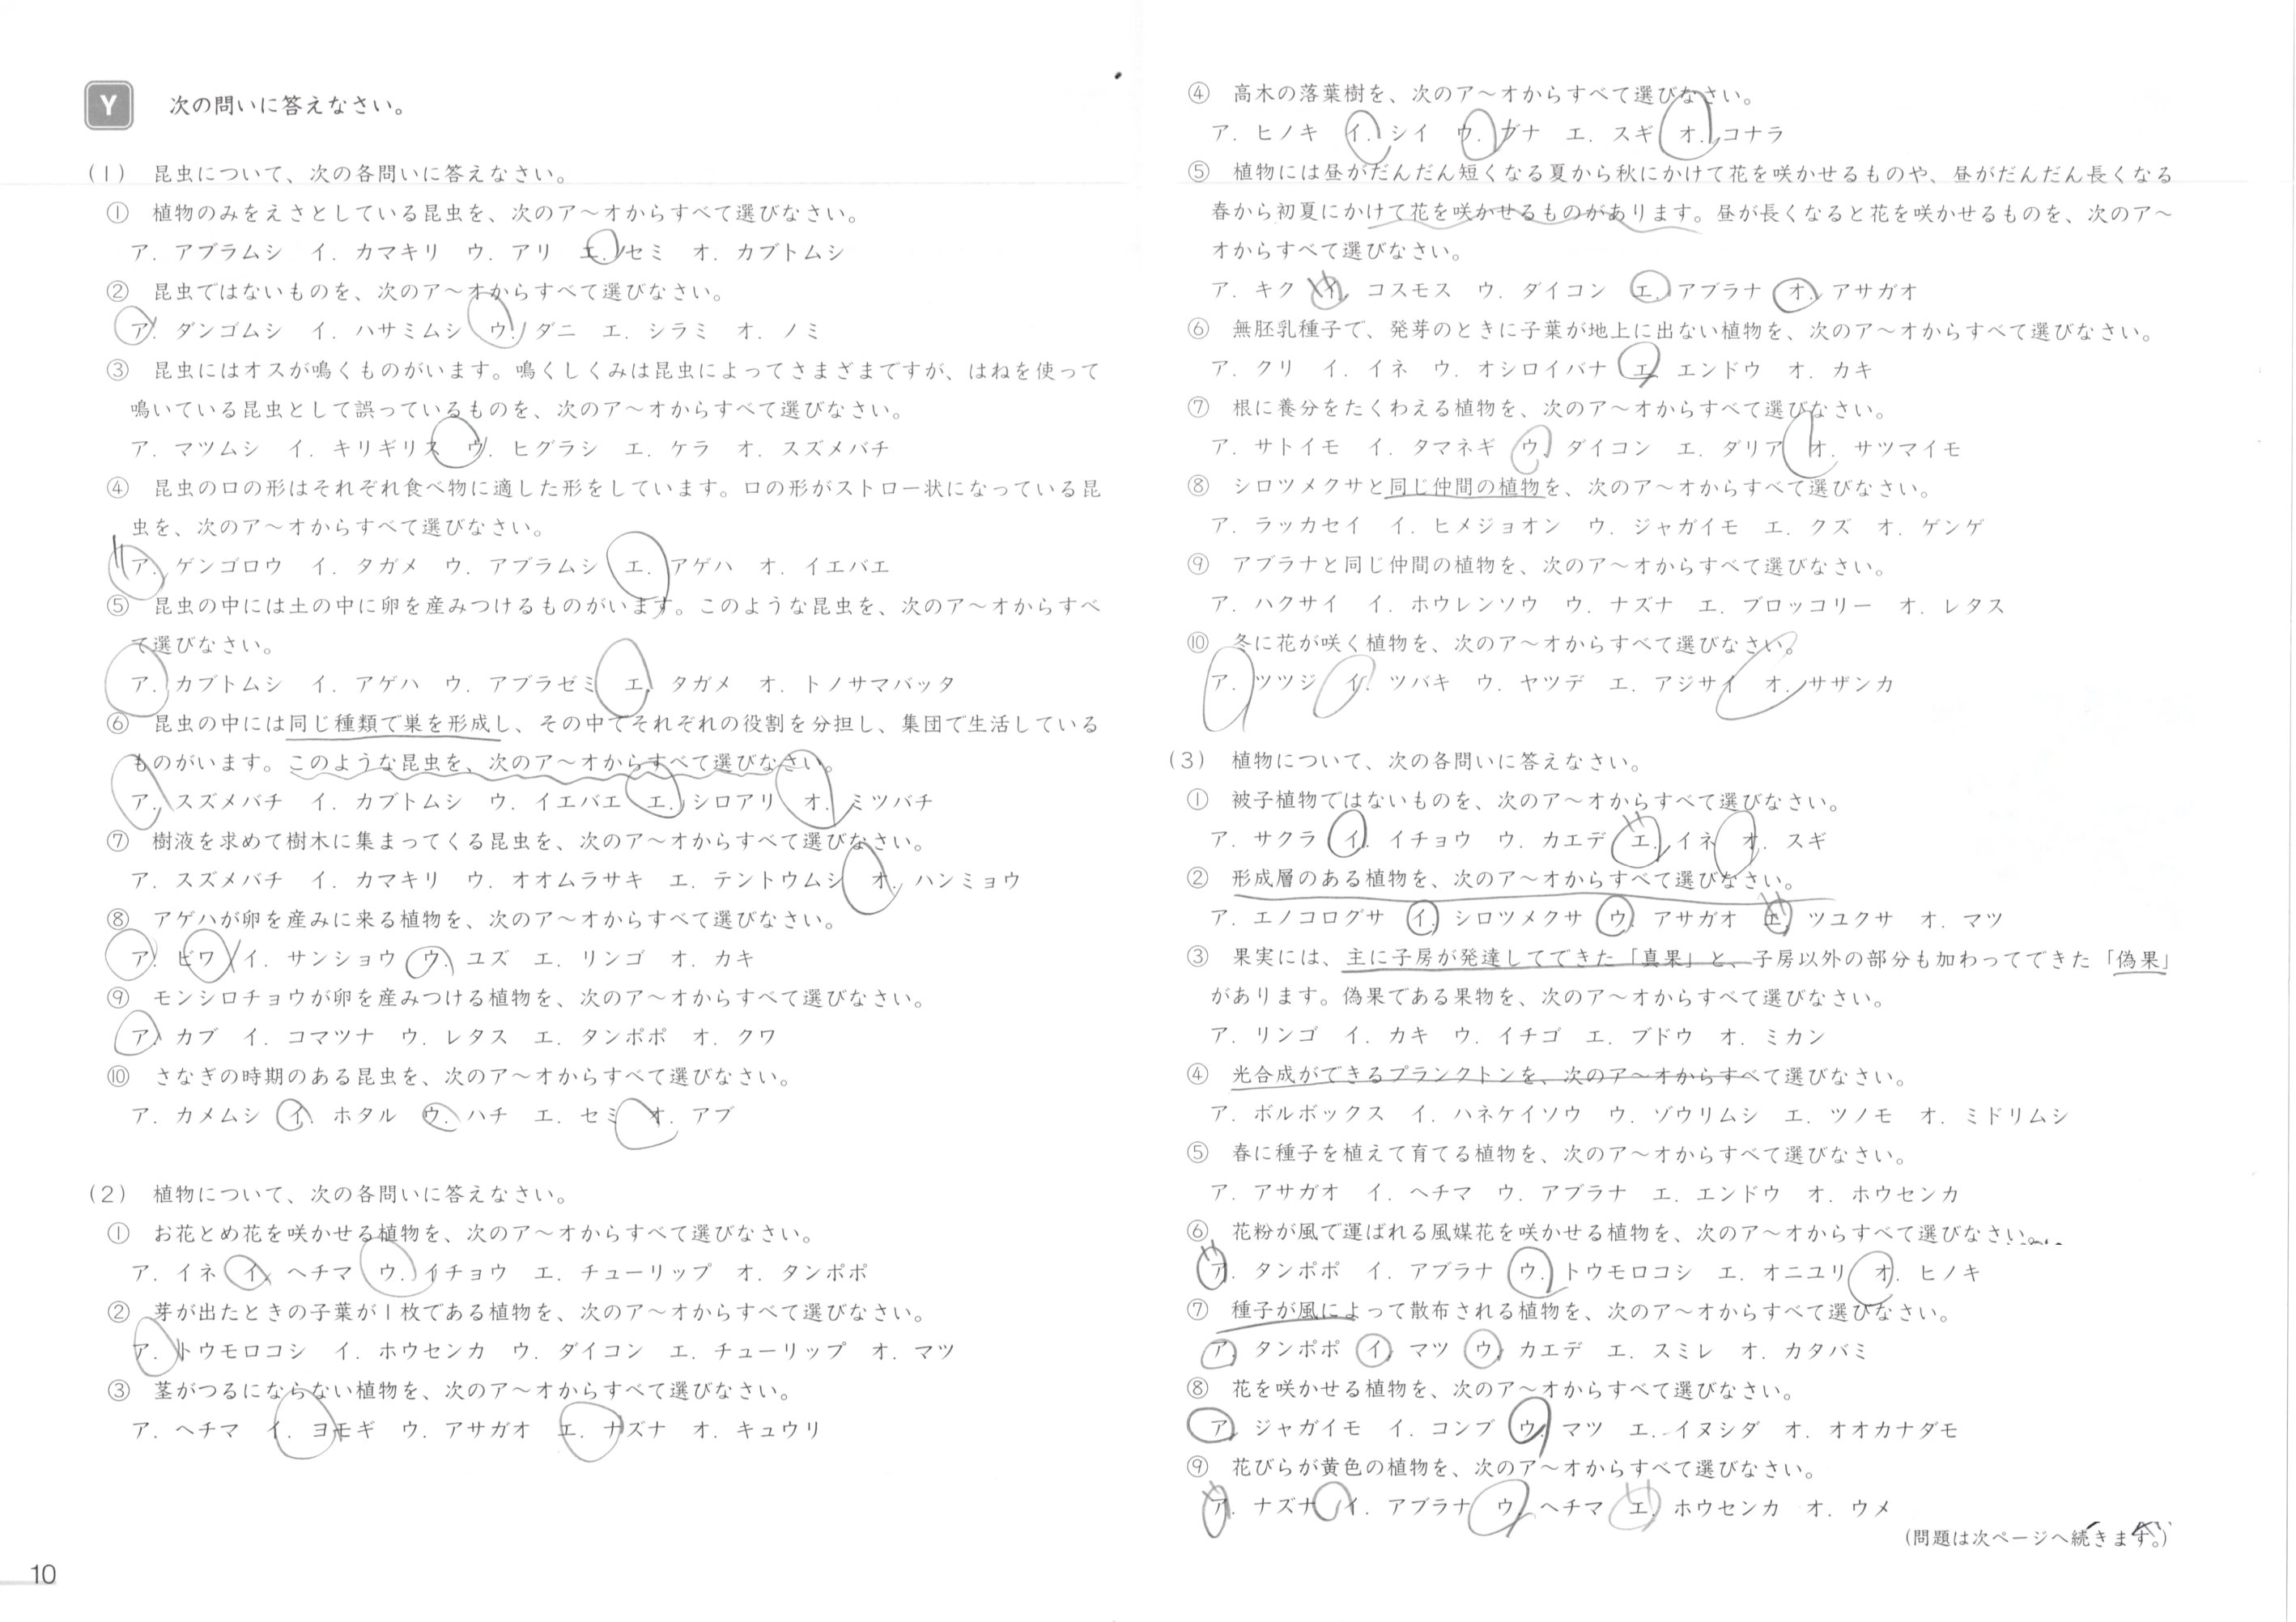 Y 次の問いに答えなさい。
(1) 昆虫について、次の各問いに答えなさい。
① 植物のみをえさとしている昆虫を、次のア〜オからすべて選びなさい。
ア. アブラムシ イ. カマキリ ウ. アリ エ. セミ オ. カブトムシ
② 昆虫ではないものを、次のア〜オからすべて選びなさい。
ア. ダンゴムシ イ. ハサミムシ ウ. ダニ エ. シラミ オ. ノミ
③ 昆虫にはオスが鳴くものがいます。鳴くしくみは昆虫によってさまざまですが、はねを使って
鳴いている昆虫として誤っているものを、次のア〜オからすべて選びなさい。
ア. マツムシ イ. キリギリス ウ. ヒグラシ エ. ケラ オ. スズメバチ
④ 昆虫の口の形はそれぞれ食べ物に適した形をしています。口の形がストロー状になっている昆
虫を、次のア〜オからすべて選びなさい。
ア. ゲンゴロウ イ. タガメ ウ. アブラムシ エ. アゲハ オ. イエバエ
⑤ 昆虫の中には土の中に卵を産みつけるものがいます。このような昆虫を、次のア〜オからすべ
て選びなさい。
ア. カブトムシ イ. アゲハ ウ. アブラゼミ エ. タガメ オ. トノサマバッタ
⑥ 昆虫の中には同じ種類で巣を形成し、その中でそれぞれの役割を分担し、集団で生活している
ものがいます。このような昆虫を、次のア〜オからすべて選びなさい。
ア. スズメバチ イ. カブトムシ ウ. イエバエ エ. シロアリ オ. ミツバチ
⑦ 樹液を求めて樹木に集まってくる昆虫を、次のア〜オからすべて選びなさい。
ア. スズメバチ イ. カマキリ ウ. オオムラサキ エ. テントウムシ オ. ハンミョウ
⑧ アゲハが卵を産みに来る植物を、次のア〜オからすべて選びなさい。
ア. ビワ イ. サンショウ ウ. ユズ エ. リンゴ オ. カキ
⑨ モンシロチョウが卵を産みつける植物を、次のア〜オからすべて選びなさい。
ア. カブ イ. コマツナ ウ. レタス エ. タンポポ オ. クワ
⑩ さなぎの時期のある昆虫を、次のア〜オからすべて選びなさい。
ア. カメムシ イ. ホタル ウ. ハチ エ. セミ オ. アブ
(2) 植物について、次の各問いに答えなさい。
① お花とめ花を咲かせる植物を、次のア〜オからすべて選びなさい。
ア. イネ イ. ヘチマ ウ. イチョウ エ. チューリップ オ. タンポポ
② 芽が出たときの子葉が1枚である植物を、次のア〜オからすべて選びなさい。
ア. トウモロコシ イ. ホウセンカ ウ. ダイコン エ. チューリップ オ. マツ
③ 茎がつるにならない植物を、次のア〜オからすべて選びなさい。
ア. ヘチマ イ. ヨモギ ウ. アサガオ エ. ナズナ オ. キュウリ
10
④ 高木の落葉樹を、次のア〜オからすべて選びなさい。
ア. ヒノキ イ. シイ ウ. ブナ エ. スギ オ. コナラ
⑤ 植物には昼がだんだん短くなる夏から秋にかけて花を咲かせるものや、昼がだんだん長くなる
春から初夏にかけて花を咲かせるものがあります。昼が長くなると花を咲かせるものを、次のア〜
オからすべて選びなさい。
ア. キク イ. コスモス ウ. ダイコン エ. アブラナ オ. アサガオ
⑥ 無胚乳種子で、発芽のときに子葉が地上に出ない植物を、次のア〜オからすべて選びなさい。
ア. クリ イ. イネ ウ. オシロイバナ エ. エンドウ オ. カキ
⑦ 根に養分をたくわえる植物を、次のア〜オからすべて選びなさい。
ア. サトイモ イ. タマネギ ウ. ダイコン エ. ダリア オ. サツマイモ
⑧ シロツメクサと同じ仲間の植物を、次のア〜オからすべて選びなさい。
ア. ラッカセイ イ. ヒメジョオン ウ. ジャガイモ エ. クズ オ. ゲンゲ
⑨ アブラナと同じ仲間の植物を、次のア〜オからすべて選びなさい。
ア. ハクサイ イ. ホウレンソウ ウ. ナズナ エ. ブロッコリー オ. レタス
⑩ 冬に花が咲く植物を、次のア〜オからすべて選びなさい。
ア. ツツジ イ. ツバキ ウ. ヤツデ エ. アジサイ オ. サザンカ
(3) 植物について、次の各問いに答えなさい。
① 被子植物ではないものを、次のア〜オからすべて選びなさい。
ア. サクラ イ. イチョウ ウ. カエデ エ. イネ オ. スギ
② 形成層のある植物を、次のア〜オからすべて選びなさい。
ア. エノコログサ イ. シロツメクサ ウ. アサガオ エ. ツユクサ オ. マツ
③ 果実には、主に子房が発達してできた「真果」と、子房以外の部分も加わってできた「偽果」
があります。偽果である果物を、次のア〜オからすべて選びなさい。
ア. リンゴ イ. カキ ウ. イチゴ エ. ブドウ オ. ミカン
④ 光合成ができるプランクトンを、次のア〜オからすべて選びなさい。
ア. ボルボックス イ. ハネケイソウ ウ. ゾウリムシ エ. ツノモ オ. ミドリムシ
⑤ 春に種子を植えて育てる植物を、次のア〜オからすべて選びなさい。
ア. アサガオ イ. ヘチマ ウ. アブラナ エ. エンドウ オ. ホウセンカ
⑥ 花粉が風で運ばれる風媒花を咲かせる植物を、次のア〜オからすべて選びなさい。
ア. タンポポ イ. アブラナ ウ. トウモロコシ エ. オニユリ オ. ヒノキ
⑦ 種子が風によって散布される植物を、次のア〜オからすべて選びなさい。
ア. タンポポ イ. マツ ウ. カエデ エ. スミレ オ. カタバミ
⑧ 花を咲かせる植物を、次のア〜オからすべて選びなさい。
ア. ジャガイモ イ. コンブ ウ. マツ エ. イヌシダ オ. オオカナダモ
⑨ 花びらが黄色の植物を、次のア〜オからすべて選びなさい。
ア. ナズナ イ. アブラナ ウ. ヘチマ エ. ホウセンカ オ. ウメ
(問題は次ページへ続きます。)